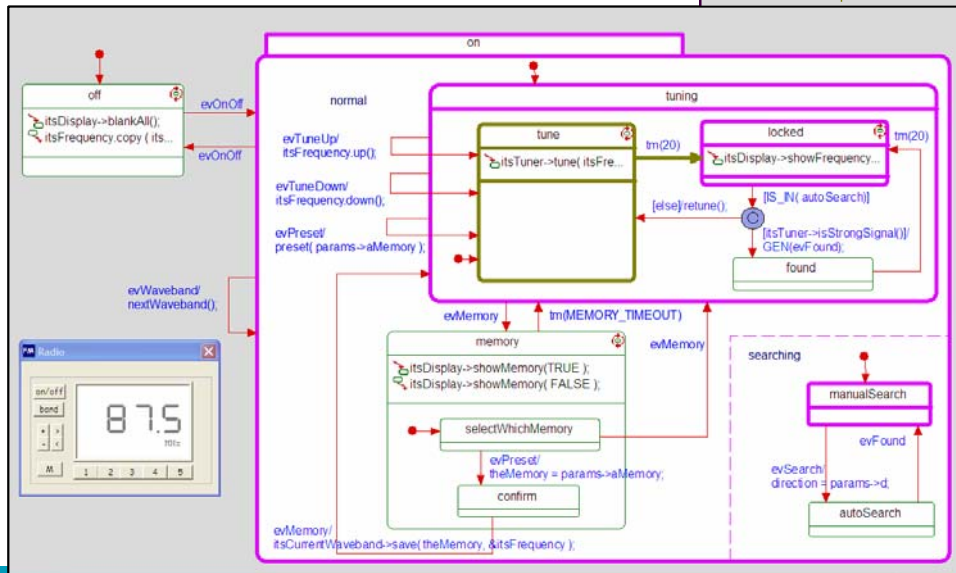 on
off
itsDisplay->blankAll();
itsFrequency.copy ( its...
evOnOff
evOnOff
normal
tuning
evTuneUp/
itsFrequency.up();
evTuneDown/
itsFrequency.down();
evPreset/
preset( params->aMemory );
tune
itsTuner->tune( itsFre...
tm(20)
locked
itsDisplay->showFrequency...
tm(20)
[IS_IN( autoSearch)]
[else]/retune();
[itsTuner->isStrongSignal()]/
GEN(evFound);
found
evWaveband/
nextWaveband();
evMemory
tm(MEMORY_TIMEOUT)
evMemory
memory
itsDisplay->showMemory(TRUE );
itsDisplay->showMemory( FALSE );
selectWhichMemory
evPreset/
theMemory = params->aMemory;
confirm
evMemory/
itsCurrentWaveband->save( theMemory, &itsFrequency );
searching
manualSearch
evFound
evSearch/
direction = params->d;
autoSearch
Radio
on/off
band
87.5
MHz
+ >
- <
M
1 2 3 4 5